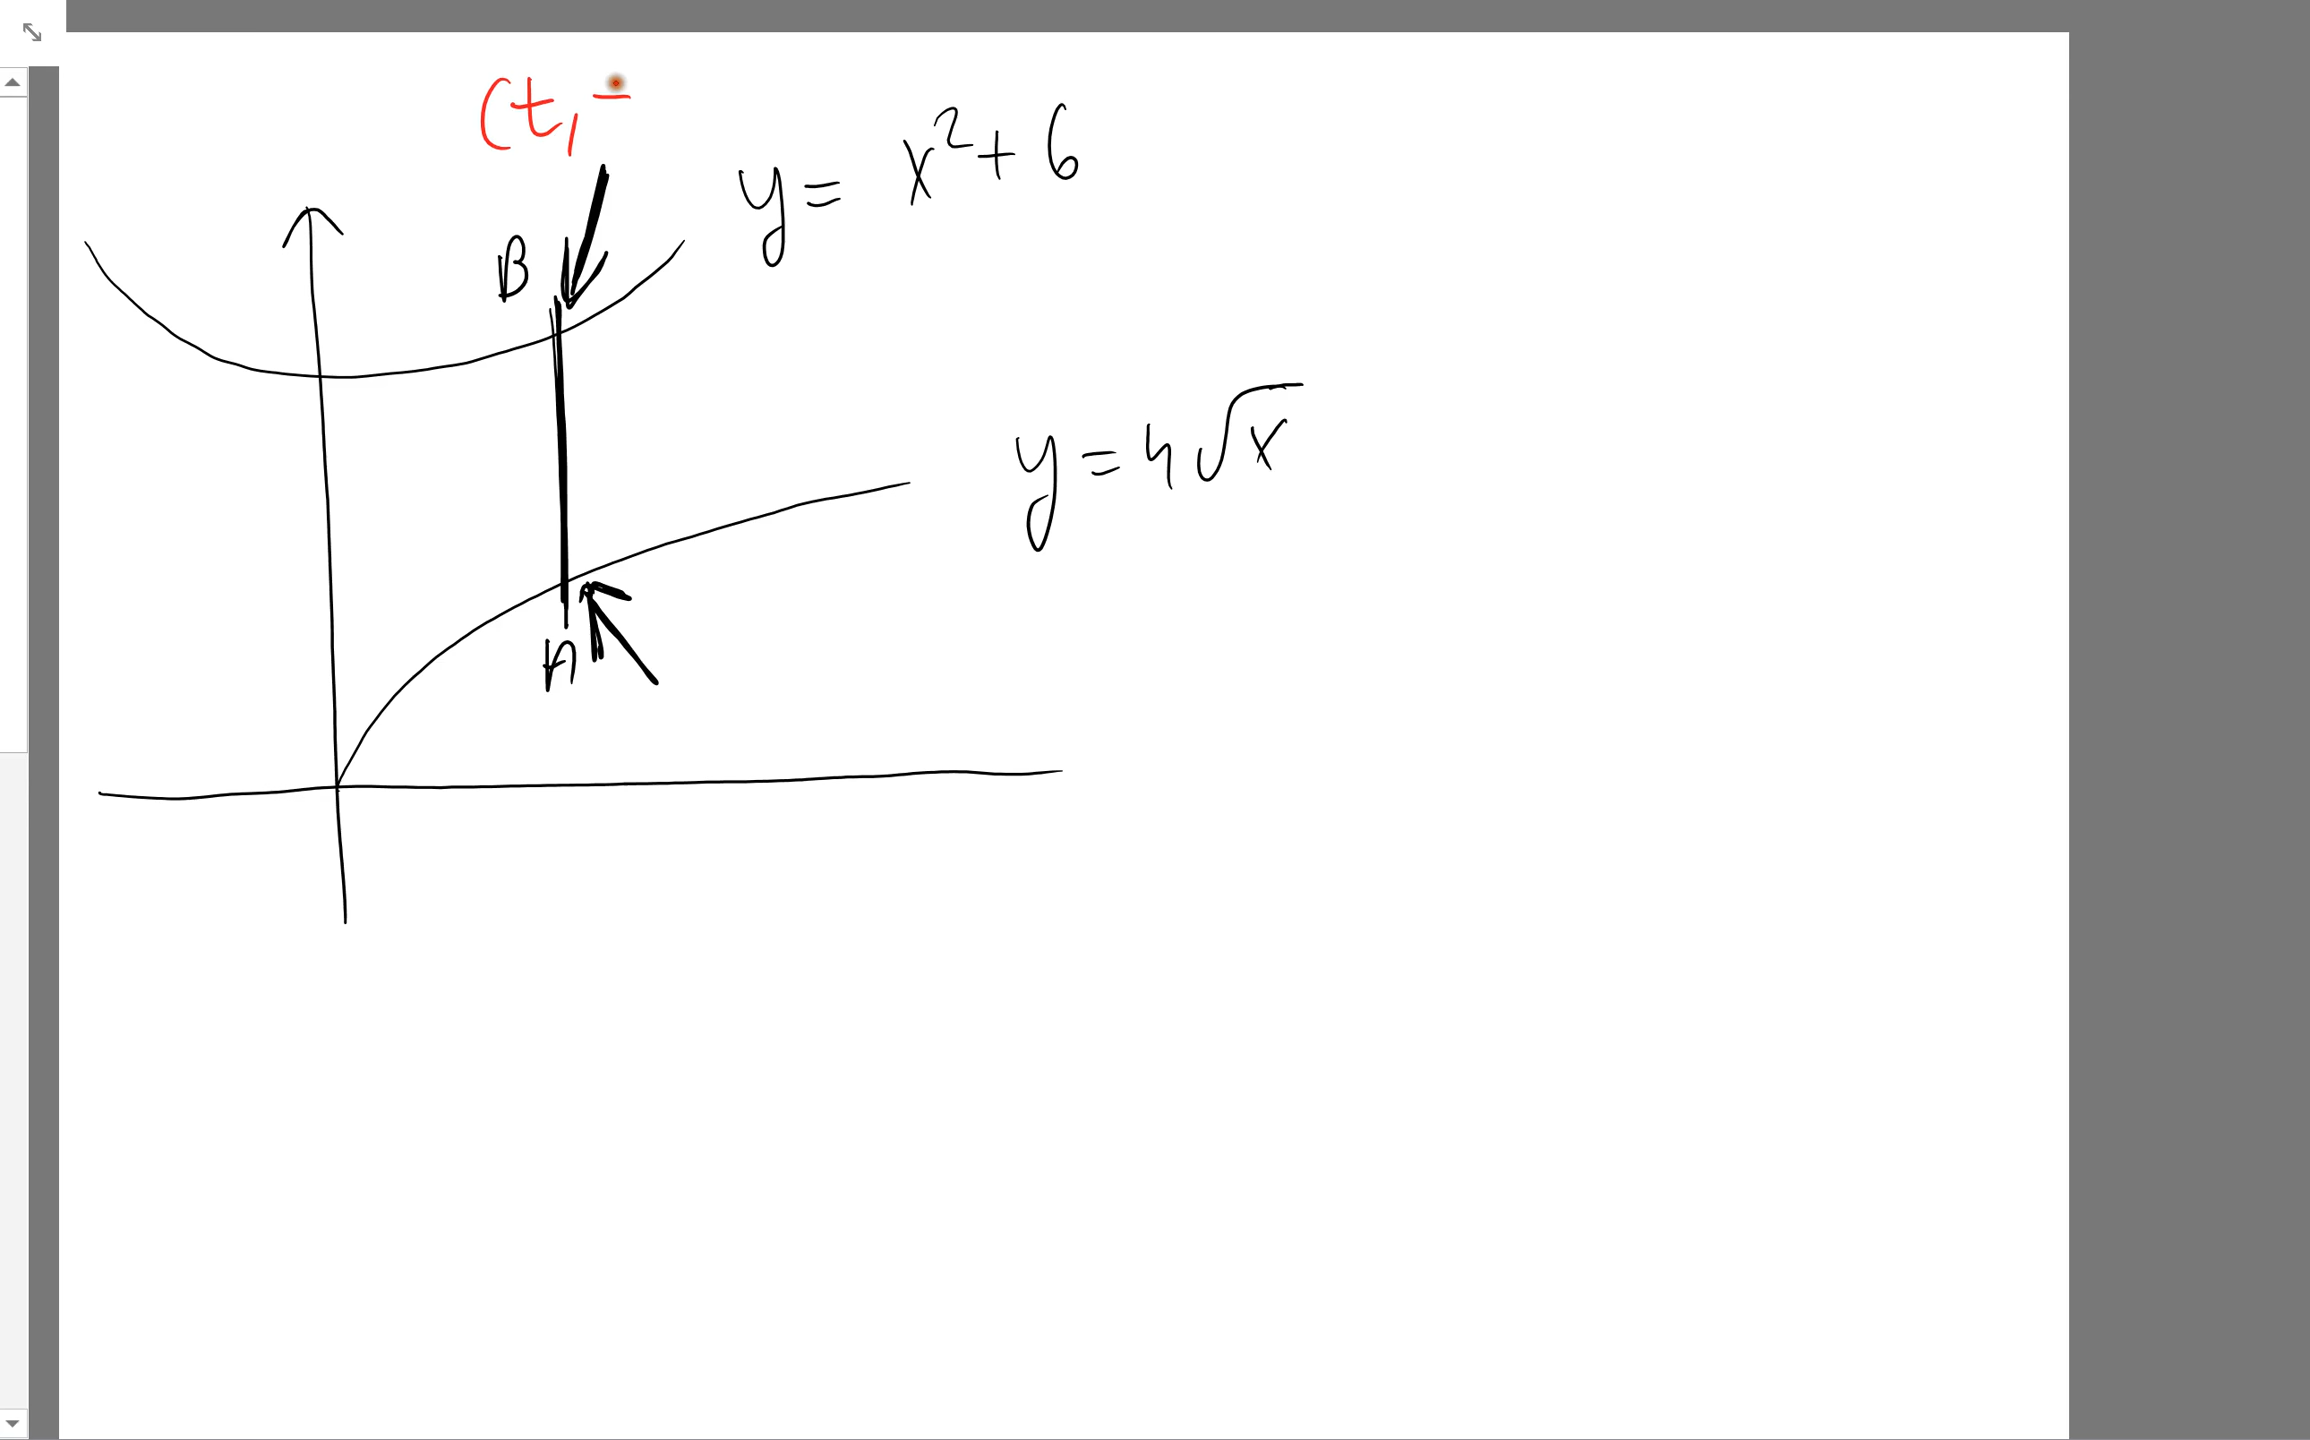 (t, -
y = x² + 6
B
y = 4√x
A